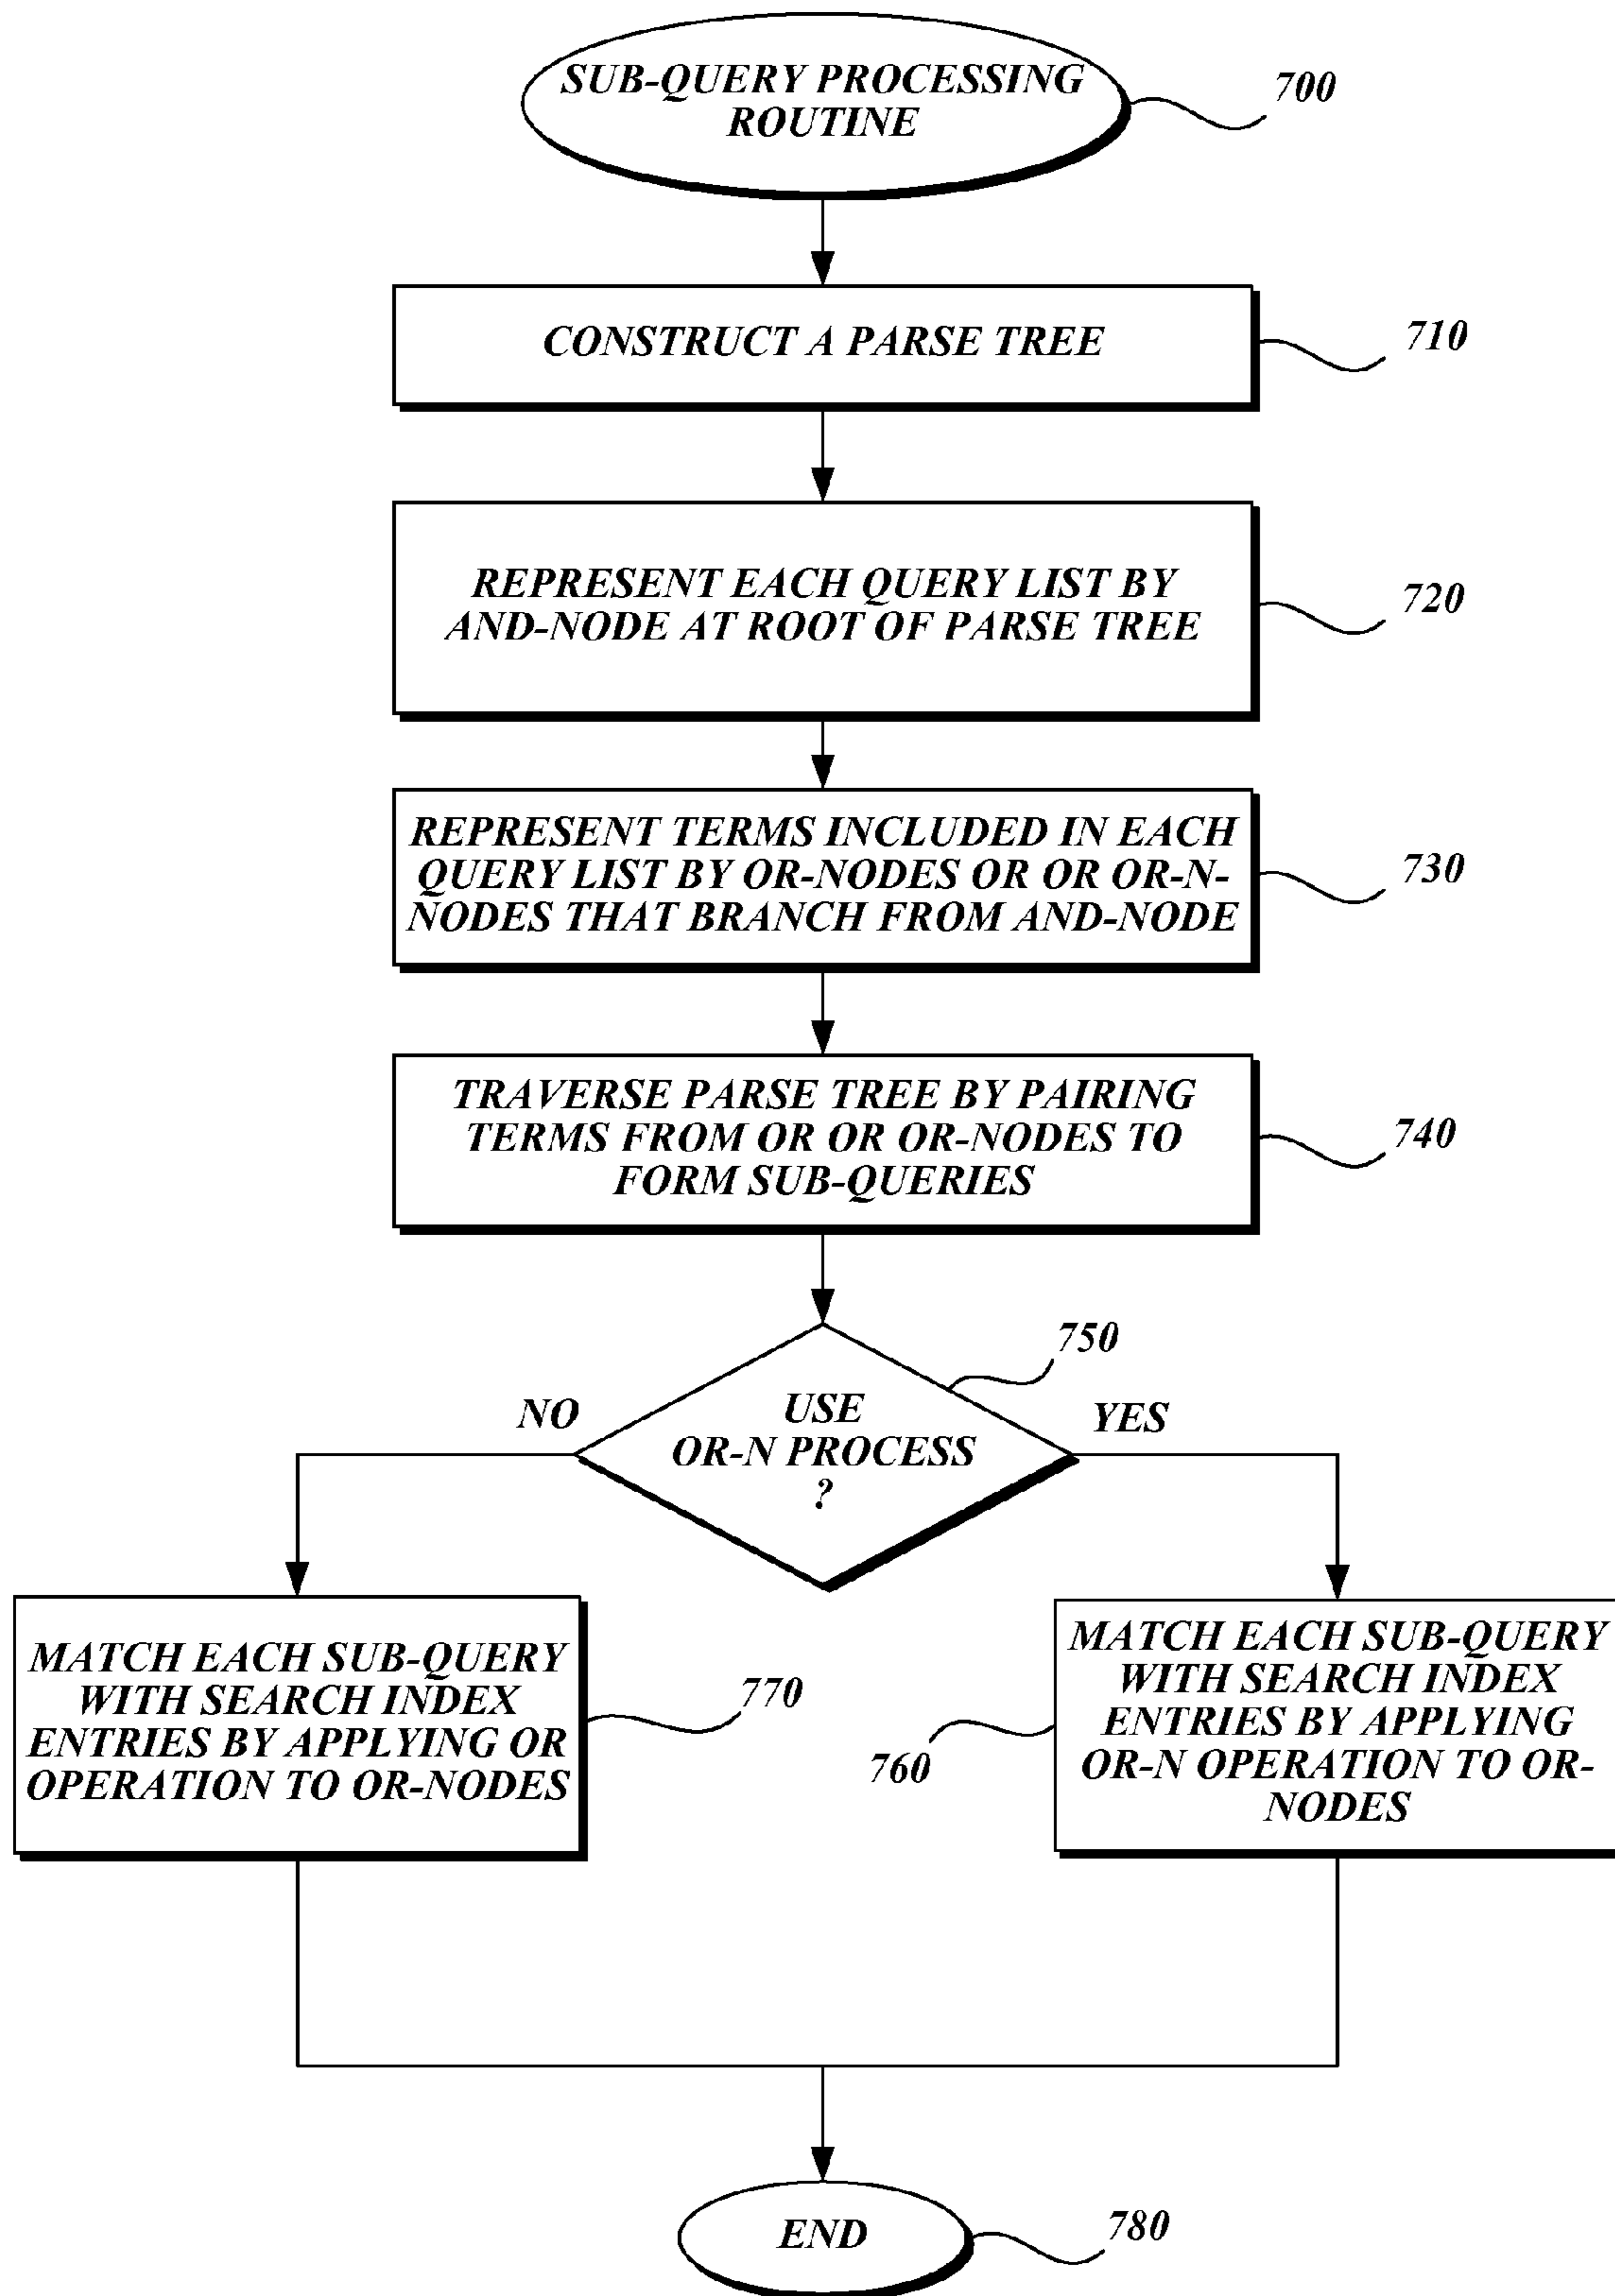 SUB-QUERY PROCESSING
ROUTINE
700
CONSTRUCT A PARSE TREE
710
REPRESENT EACH QUERY LIST BY
AND-NODE AT ROOT OF PARSE TREE
720
REPRESENT TERMS INCLUDED IN EACH
QUERY LIST BY OR-NODES OR OR OR-N-
NODES THAT BRANCH FROM AND-NODE
730
TRAVERSE PARSE TREE BY PAIRING
TERMS FROM OR OR OR-NODES TO
FORM SUB-QUERIES
740
750
USE
OR-N PROCESS
?
NO
YES
MATCH EACH SUB-QUERY
WITH SEARCH INDEX
ENTRIES BY APPLYING OR
OPERATION TO OR-NODES
770
MATCH EACH SUB-QUERY
WITH SEARCH INDEX
ENTRIES BY APPLYING
OR-N OPERATION TO OR-
NODES
760
END
780